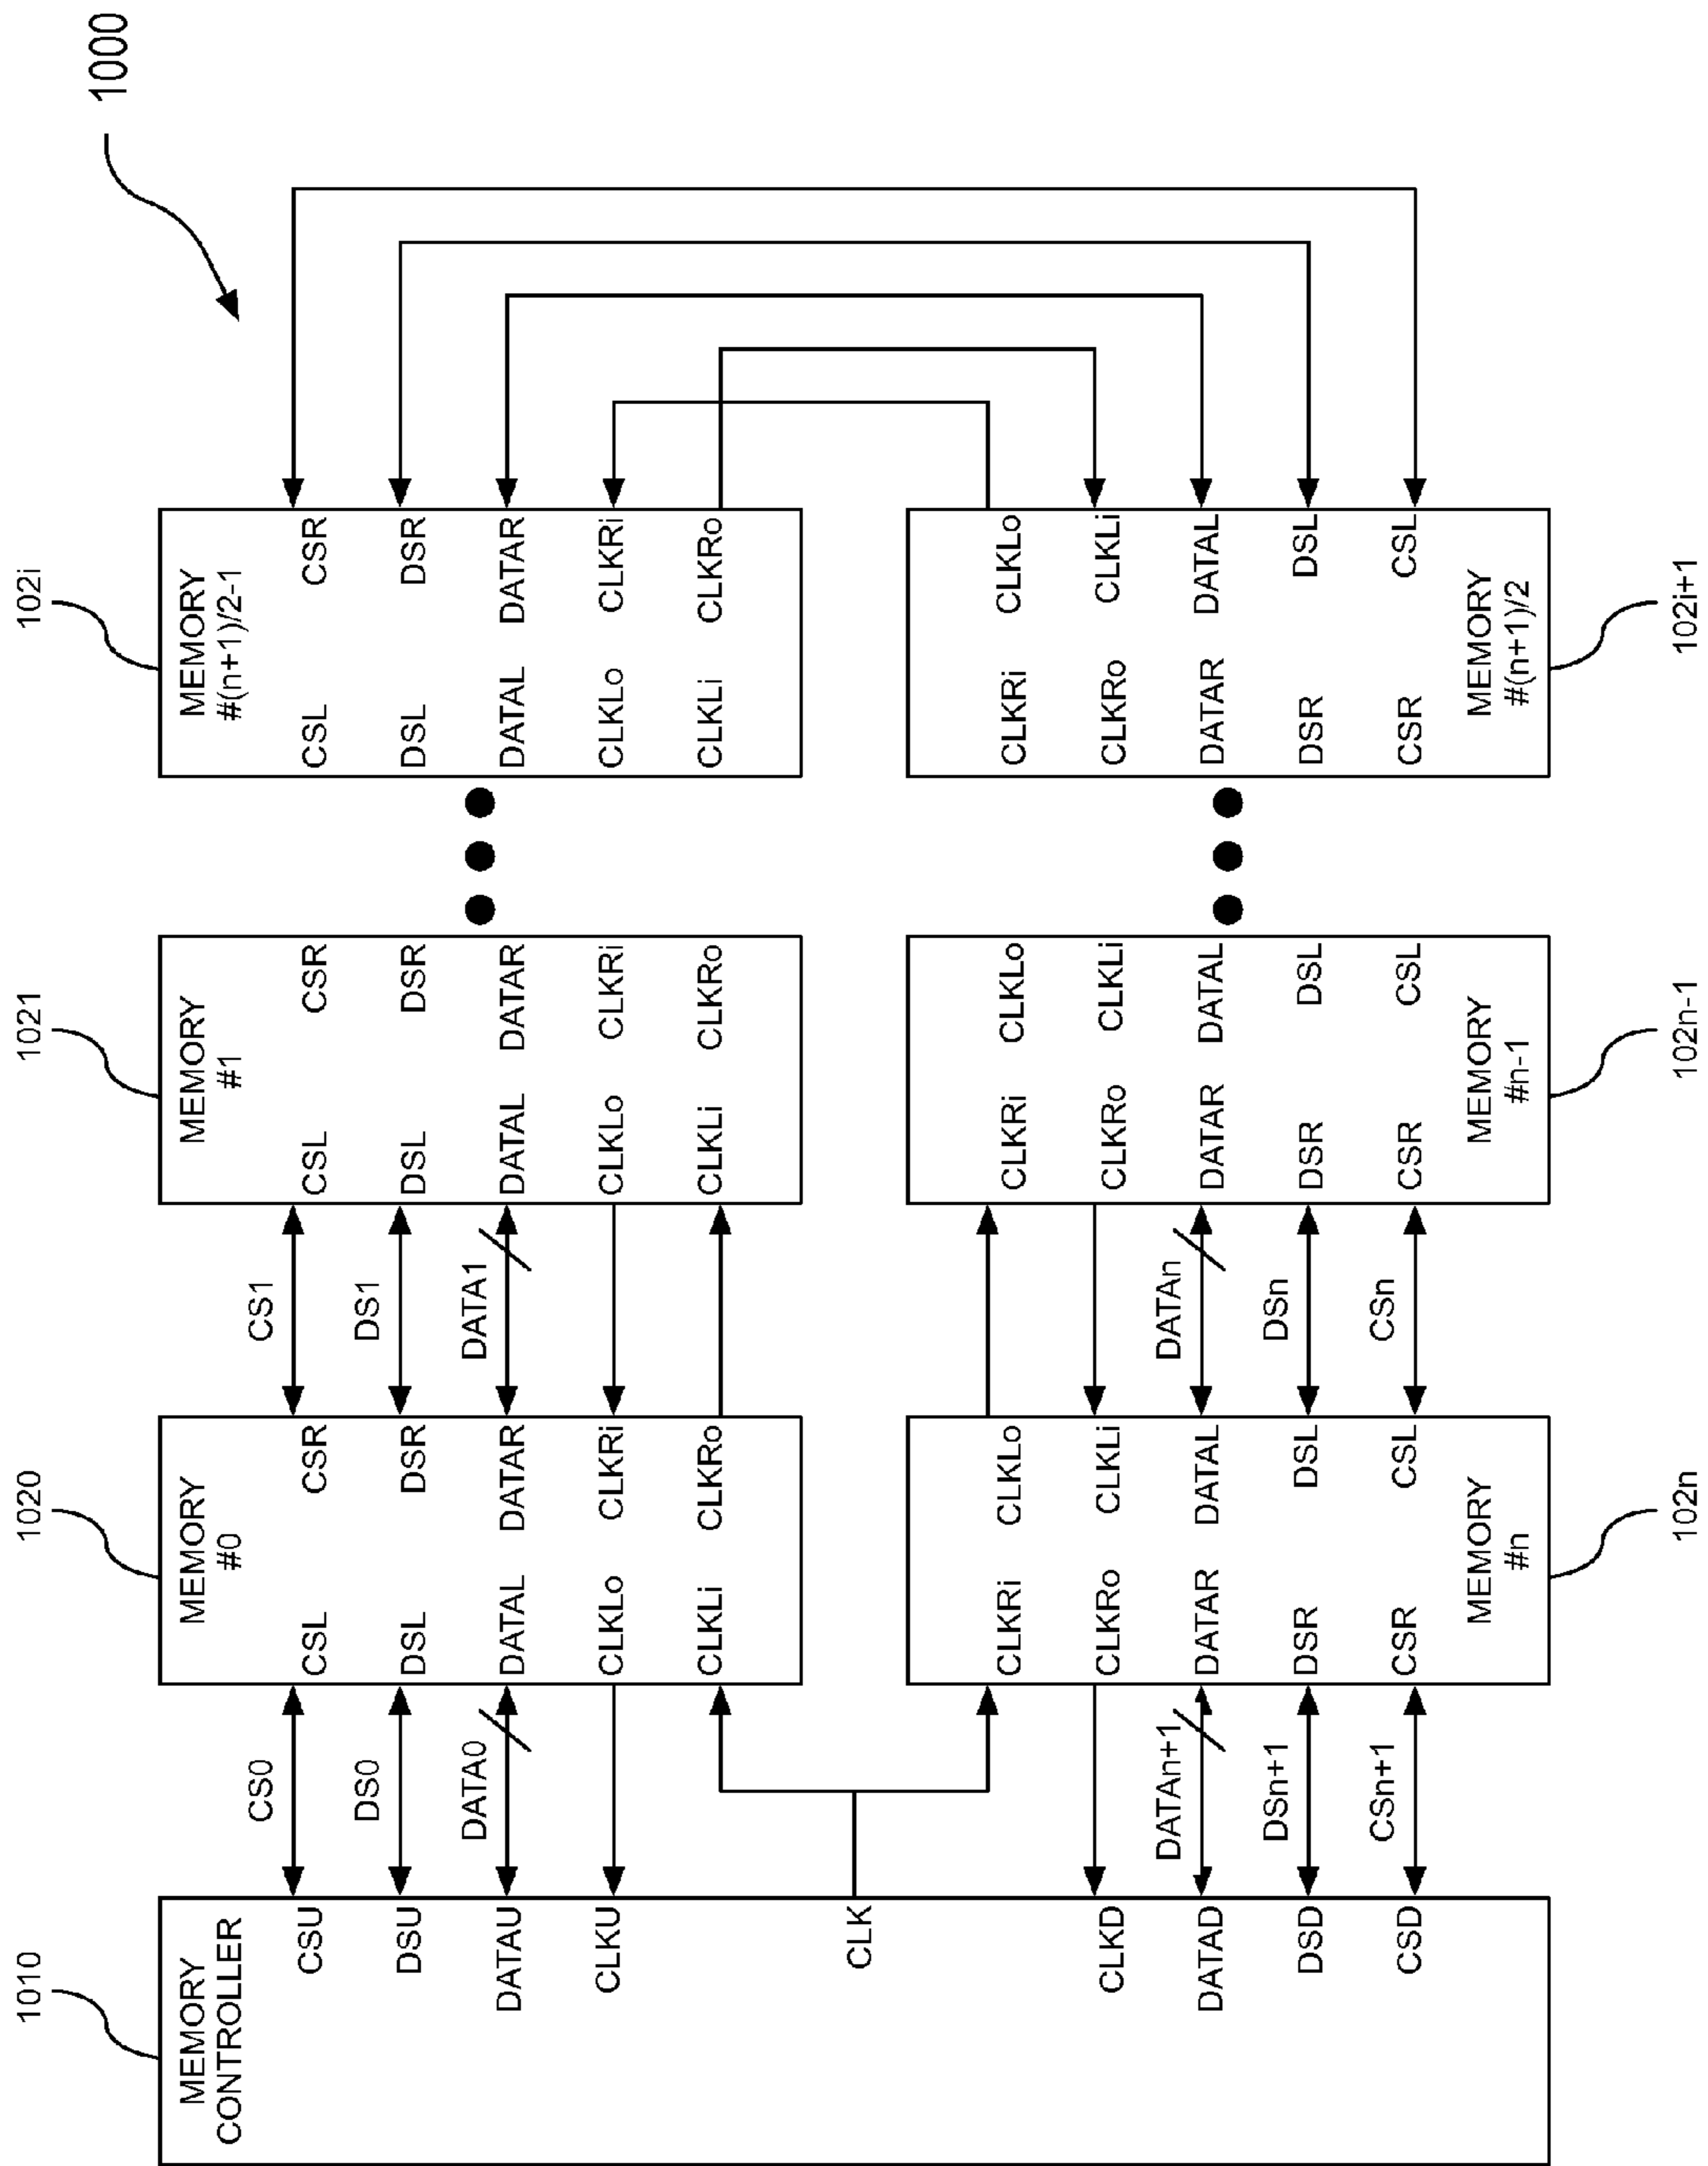 1000
1010
1020
1021
102i
MEMORY
CONTROLLER
CSU
DSU
DATAU
CLKU
CLK
CLKD
DATAD
DSD
CSD
CS0
DS0
DATA0
DATAn+1
DSn+1
CSn+1
MEMORY
#0
CSL CSR
DSL DSR
DATAL DATAR
CLKLo CLKRi
CLKLi CLKRo
CS1
DS1
DATA1
MEMORY
#1
CSL CSR
DSL DSR
DATAL DATAR
CLKLo CLKRi
CLKLi CLKRo
MEMORY
#(n+1)/2-1
CSL CSR
DSL DSR
DATAL DATAR
CLKLo CLKRi
CLKLi CLKRo
CLKRi CLKLo
CLKRo CLKLi
DATAR DATAL
DSR DSL
CSR CSL
MEMORY
#n
DATAn
DSn
CSn
CLKRi CLKLo
CLKRo CLKLi
DATAR DATAL
DSR DSL
CSR CSL
MEMORY
#n-1
CLKRi CLKLo
CLKRo CLKLi
DATAR DATAL
DSR DSL
CSR CSL
MEMORY
#(n+1)/2
102n
102n-1
102i+1